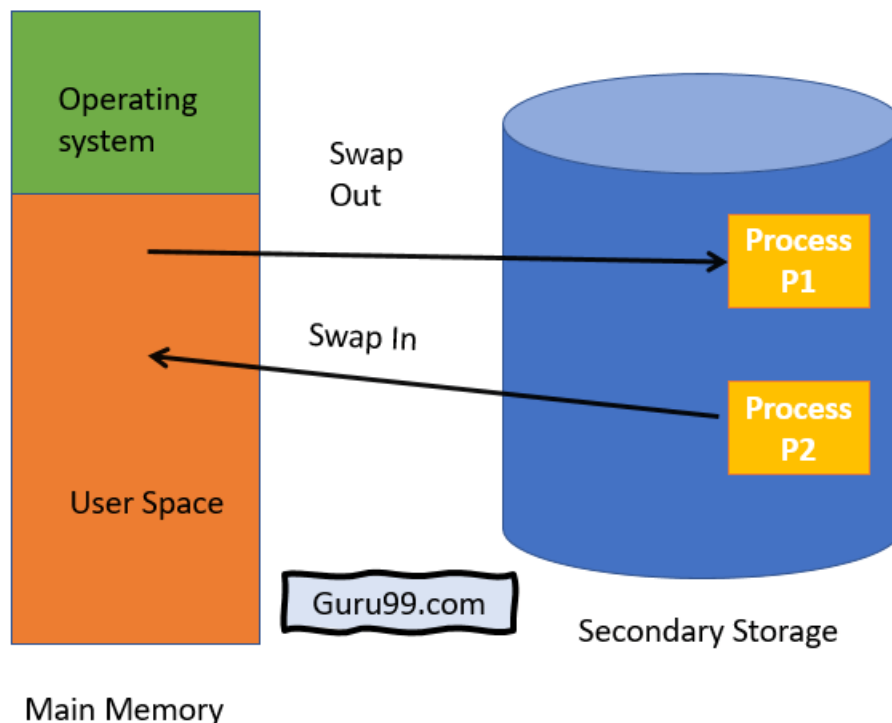 Operating
system
Swap
Out
Process
P1
Swap In
Process
P2
User Space
Guru99.com
Secondary Storage
Main Memory